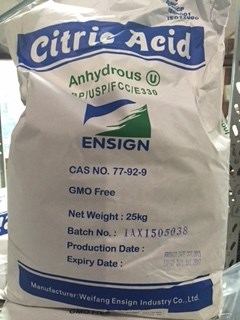 Citric Acid
Anhydrous U
BP/USP/FCC/E330
ENSIGN
CAS NO. 77-92-9
GMO Free
Net Weight : 25kg
Batch No.: 1AX1508038
Production Date :
Expiry Date :
Manufacturer:Weifang Ensign Industry Co.,Ltd.